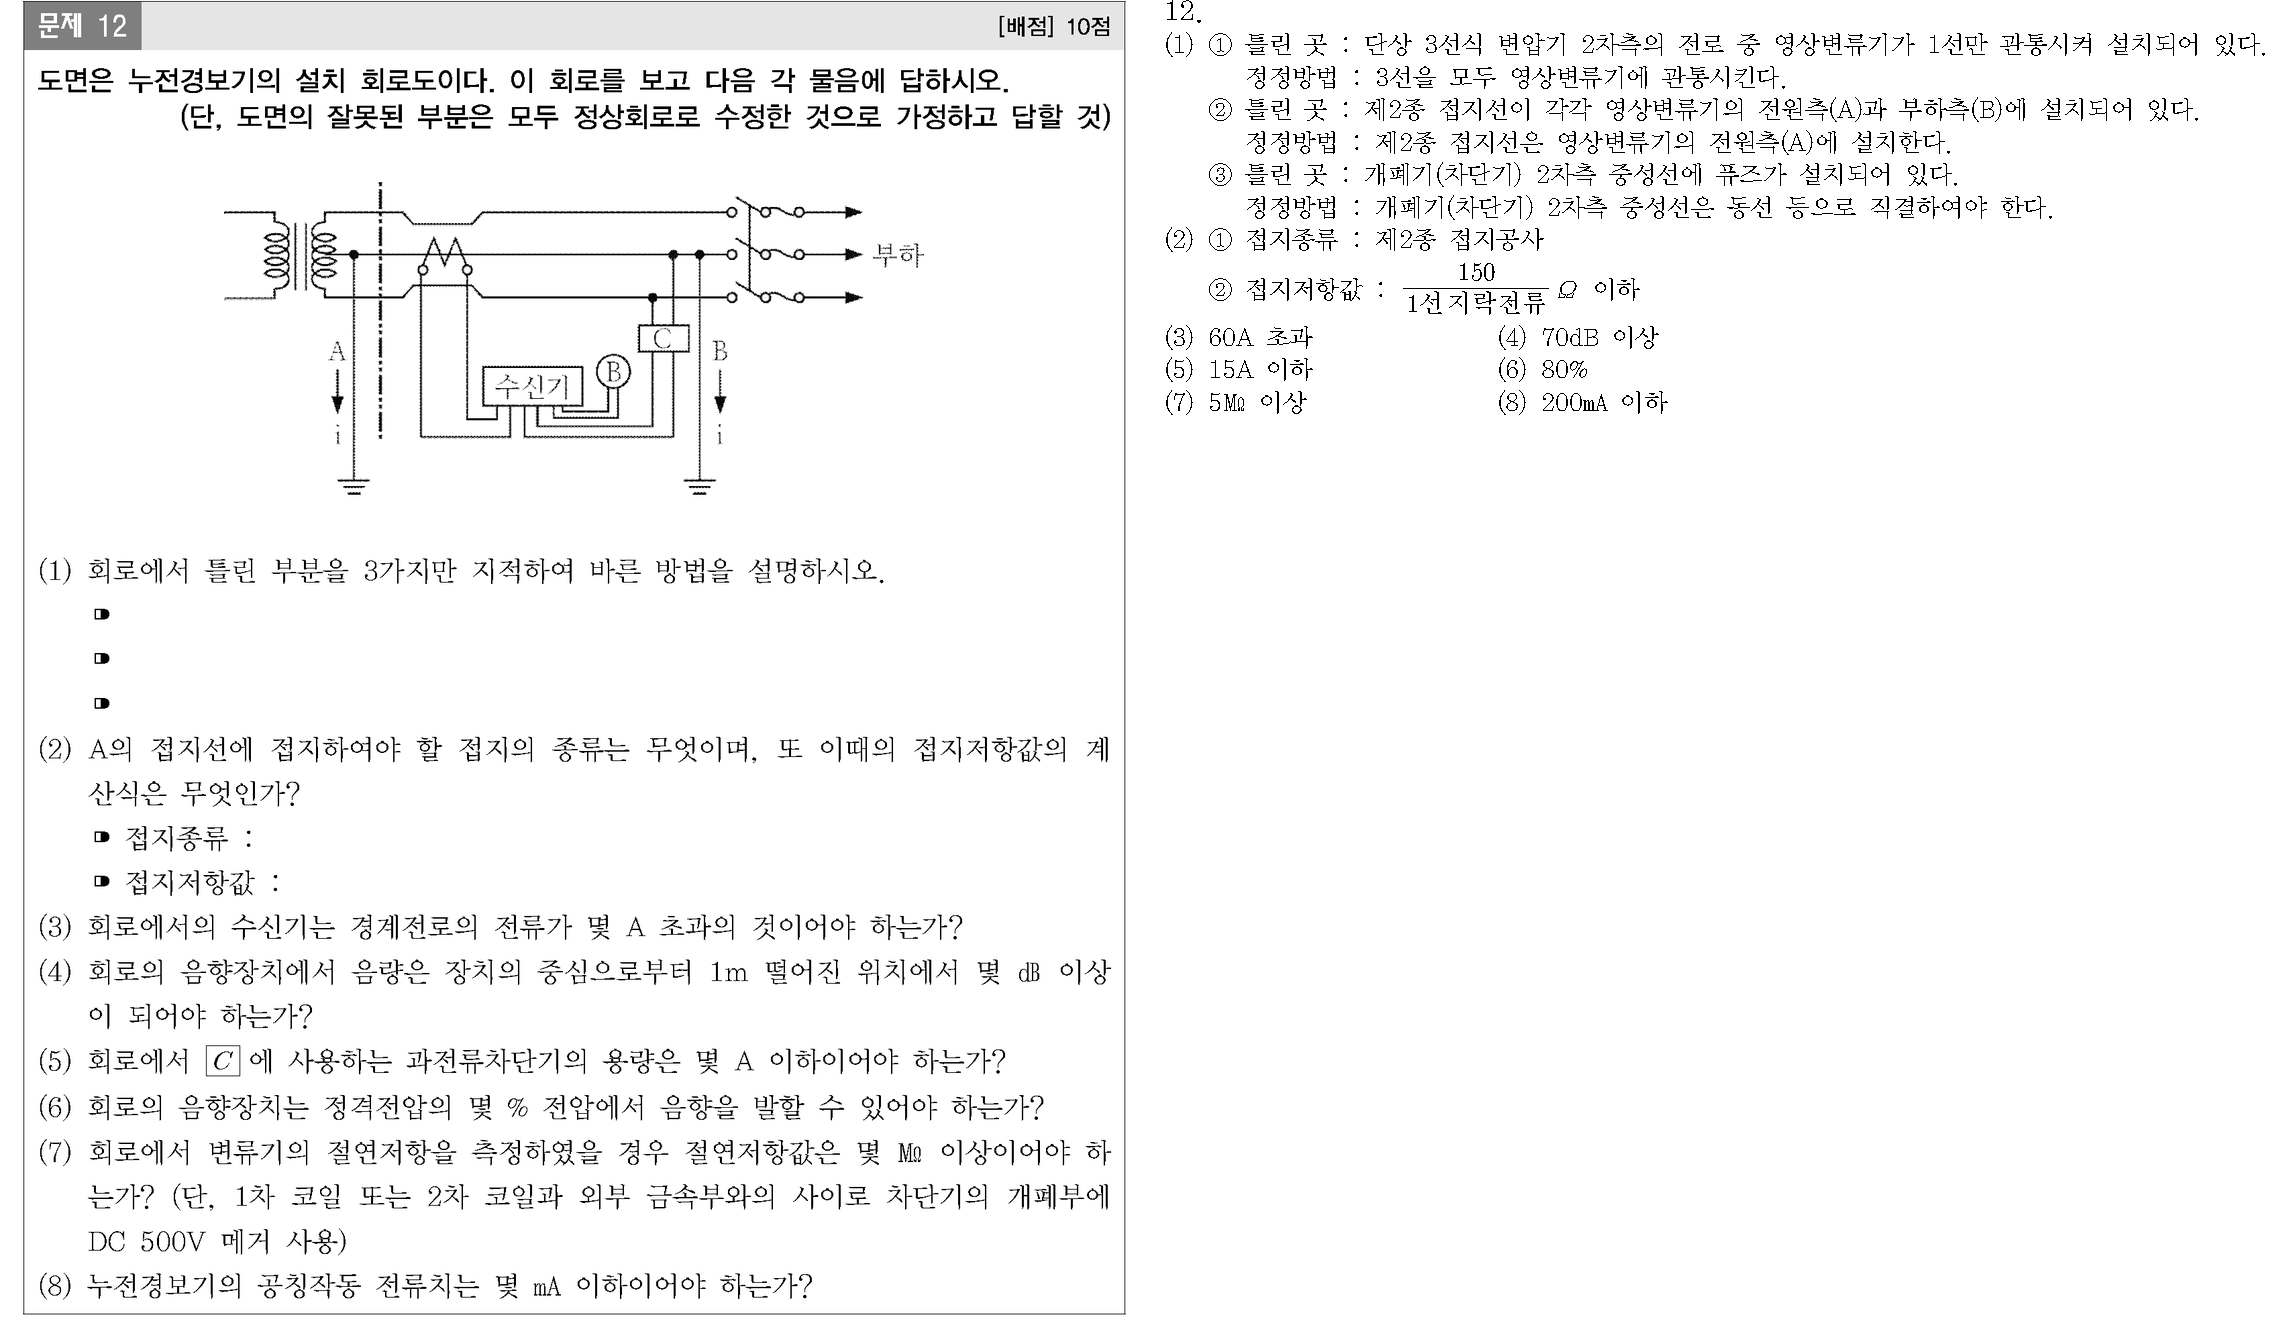 문제 12
[배점] 10점
도면은 누전경보기의 설치 회로도이다. 이 회로를 보고 다음 각 물음에 답하시오.
(단, 도면의 잘못된 부분은 모두 정상회로로 수정한 것으로 가정하고 답할 것)
부하
A
C
B
수신기
B
i
i
(1) 회로에서 틀린 부분을 3가지만 지적하여 바른 방법을 설명하시오.
(2) A의 접지선에 접지하여야 할 접지의 종류는 무엇이며, 또 이때의 접지저항값의 계
산식은 무엇인가?
접지종류 :
접지저항값 :
(3) 회로에서의 수신기는 경계전로의 전류가 몇 A 초과의 것이어야 하는가?
(4) 회로의 음향장치에서 음량은 장치의 중심으로부터 1m 떨어진 위치에서 몇 ㏈ 이상
이 되어야 하는가?
(5) 회로에서 C 에 사용하는 과전류차단기의 용량은 몇 A 이하이어야 하는가?
(6) 회로의 음향장치는 정격전압의 몇 % 전압에서 음향을 발할 수 있어야 하는가?
(7) 회로에서 변류기의 절연저항을 측정하였을 경우 절연저항값은 몇 ㏁ 이상이어야 하
는가? (단, 1차 코일 또는 2차 코일과 외부 금속부와의 사이로 차단기의 개폐부에
DC 500V 메거 사용)
(8) 누전경보기의 공칭작동 전류치는 몇 ㎃ 이하이어야 하는가?
12.
(1) ① 틀린 곳 : 단상 3선식 변압기 2차측의 전로 중 영상변류기가 1선만 관통시켜 설치되어 있다.
정정방법 : 3선을 모두 영상변류기에 관통시킨다.
② 틀린 곳 : 제2종 접지선이 각각 영상변류기의 전원측(A)과 부하측(B)에 설치되어 있다.
정정방법 : 제2종 접지선은 영상변류기의 전원측(A)에 설치한다.
③ 틀린 곳 : 개폐기(차단기) 2차측 중성선에 퓨즈가 설치되어 있다.
정정방법 : 개폐기(차단기) 2차측 중성선은 동선 등으로 직결하여야 한다.
(2) ① 접지종류 : 제2종 접지공사
② 접지저항값 : 150/1선지락전류 Ω 이하
(3) 60A 초과 (4) 70dB 이상
(5) 15A 이하 (6) 80%
(7) 5㏁ 이상 (8) 200㎃ 이하